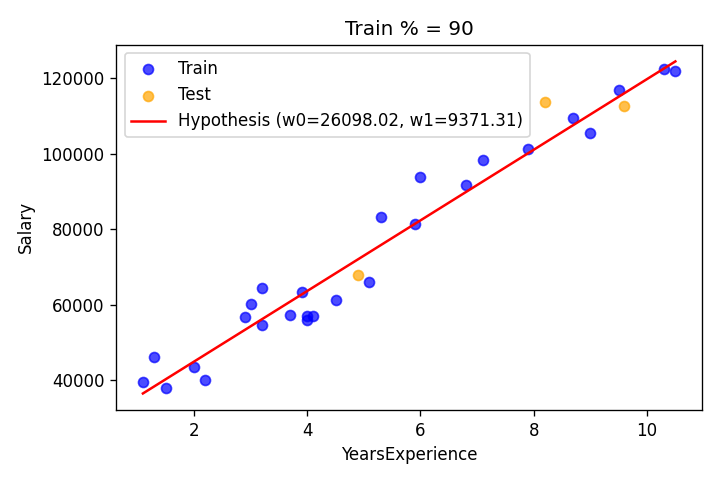 Train % = 90
Train
Test
Hypothesis (w0=26098.02, w1=9371.31)
120000
100000
80000
60000
40000
Salary
2 4 6 8 10
YearsExperience